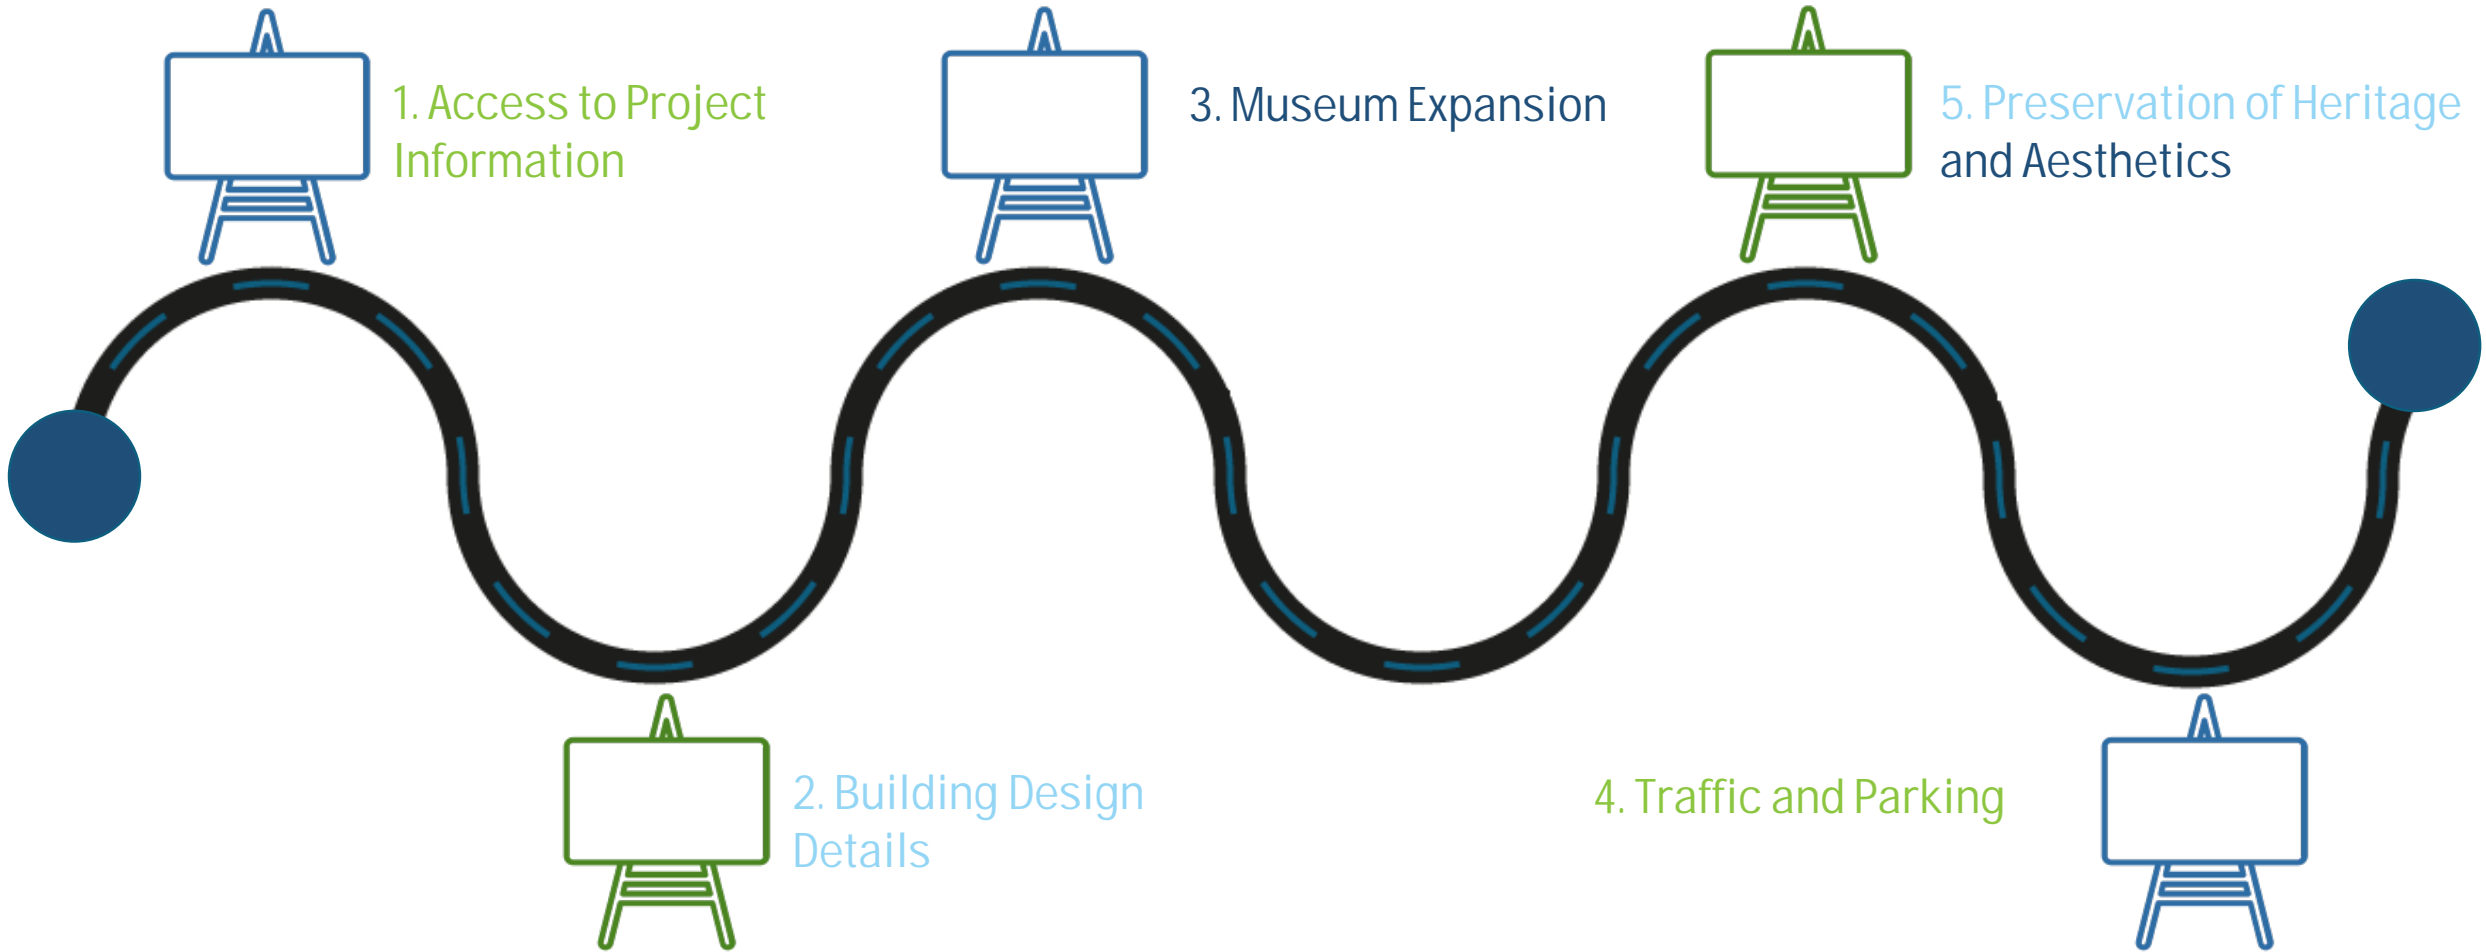 1. Access to Project
Information
2. Building Design
Details
3. Museum Expansion
4. Traffic and Parking
5. Preservation of Heritage
and Aesthetics